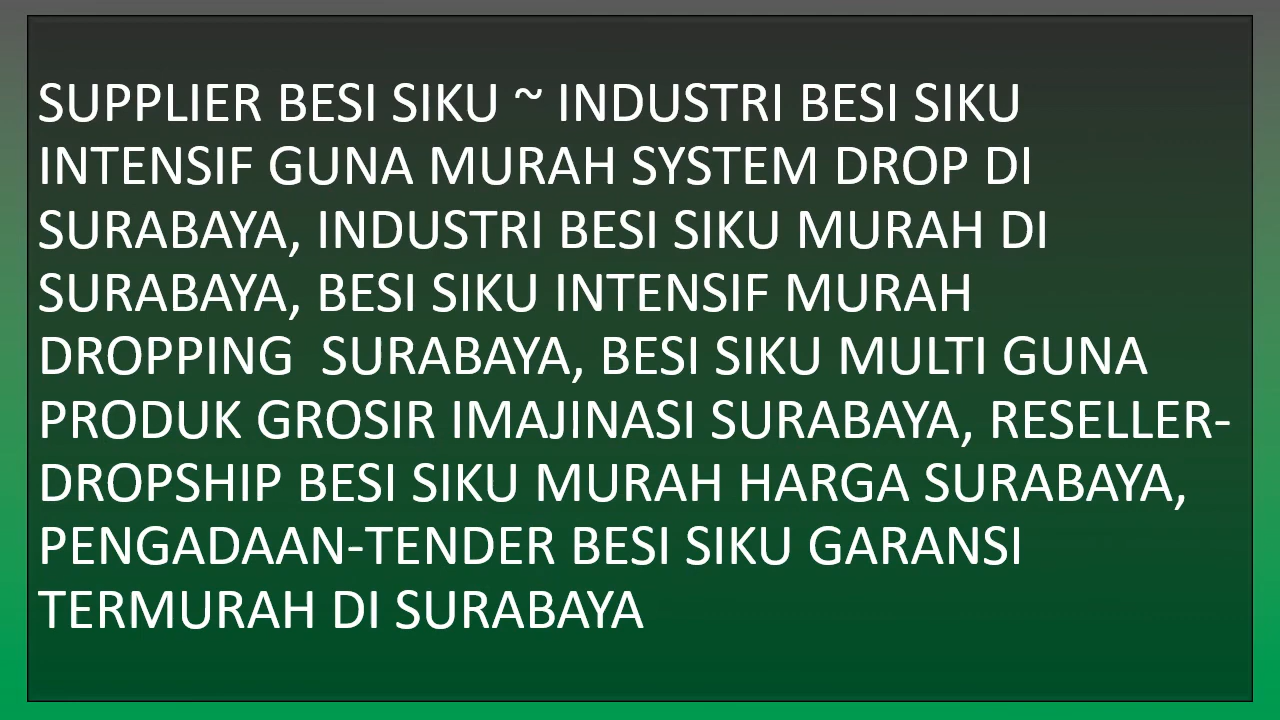 SUPPLIER BESI SIKU ~ INDUSTRI BESI SIKU
INTENSIF GUNA MURAH SYSTEM DROP DI
SURABAYA, INDUSTRI BESI SIKU MURAH DI
SURABAYA, BESI SIKU INTENSIF MURAH
DROPPING  SURABAYA, BESI SIKU MULTI GUNA
PRODUK GROSIR IMAJINASI SURABAYA, RESELLER-
DROPSHIP BESI SIKU MURAH HARGA SURABAYA,
PENGADAAN-TENDER BESI SIKU GARANSI
TERMURAH DI SURABAYA